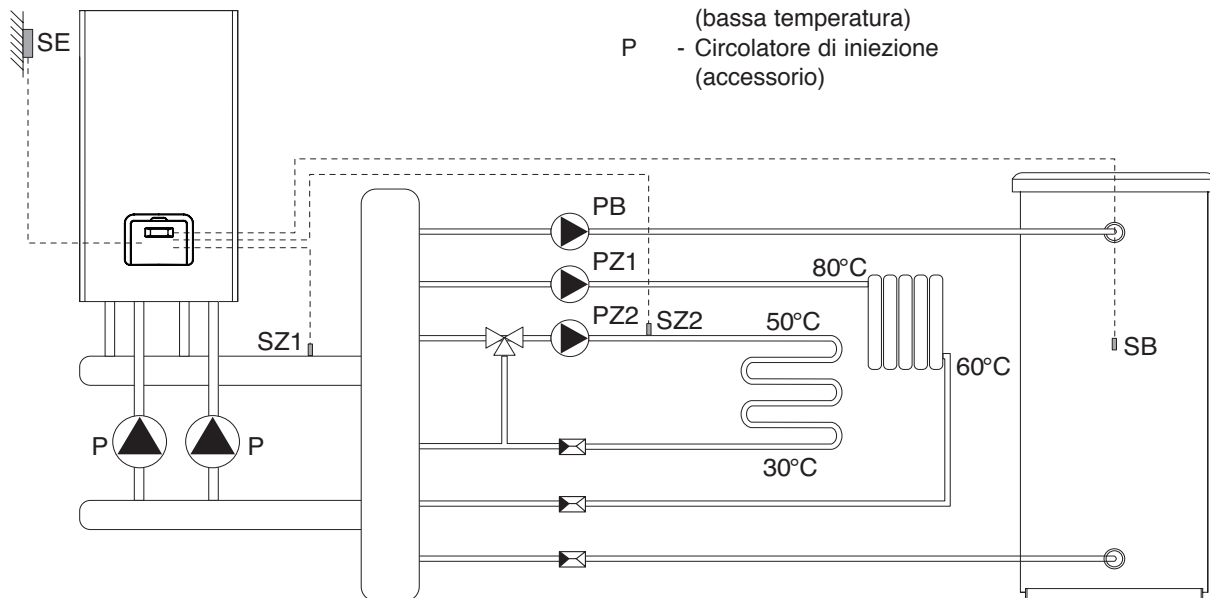 (bassa temperatura)
P - Circolatore di iniezione
(accessorio)
SE
PB
PZ1
80°C
PZ2
SZ2
50°C
SZ1
SB
60°C
P
P
30°C